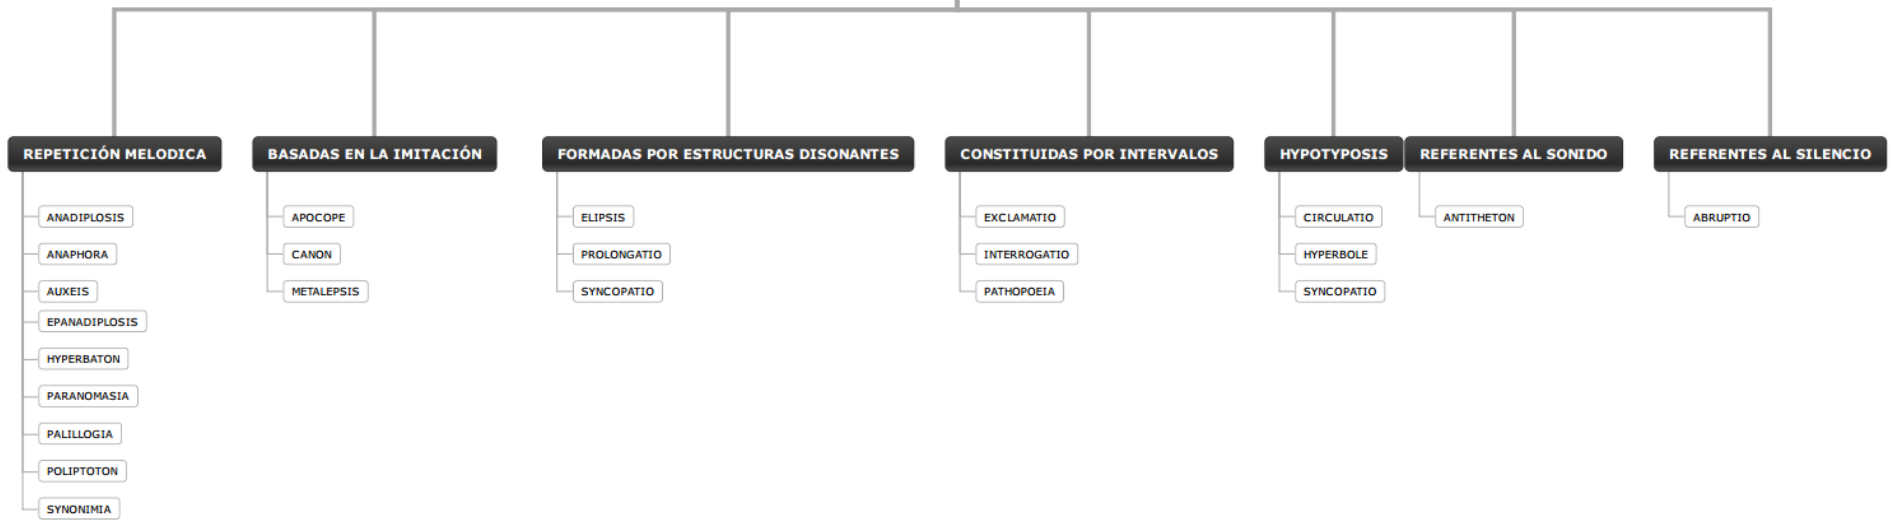 REPETICIÓN MELODICA
ANADIPLOSIS
ANAPHORA
AUXEIS
EPANADIPLOSIS
HYPERBATON
PARANOMASIA
PALILLOGIA
POLIPTOTON
SYNONIMIA
BASADAS EN LA IMITACIÓN
APOCOPE
CANON
METALEPSIS
FORMADAS POR ESTRUCTURAS DISONANTES
ELIPSIS
PROLONGATIO
SYNCOPATIO
CONSTITUIDAS POR INTERVALOS
EXCLAMATIO
INTERROGATIO
PATHOPOEIA
HYPOTYPOSIS
CIRCULATIO
HYPERBOLE
SYNCOPATIO
REFERENTES AL SONIDO
ANTITHETON
REFERENTES AL SILENCIO
ABRUPTIO